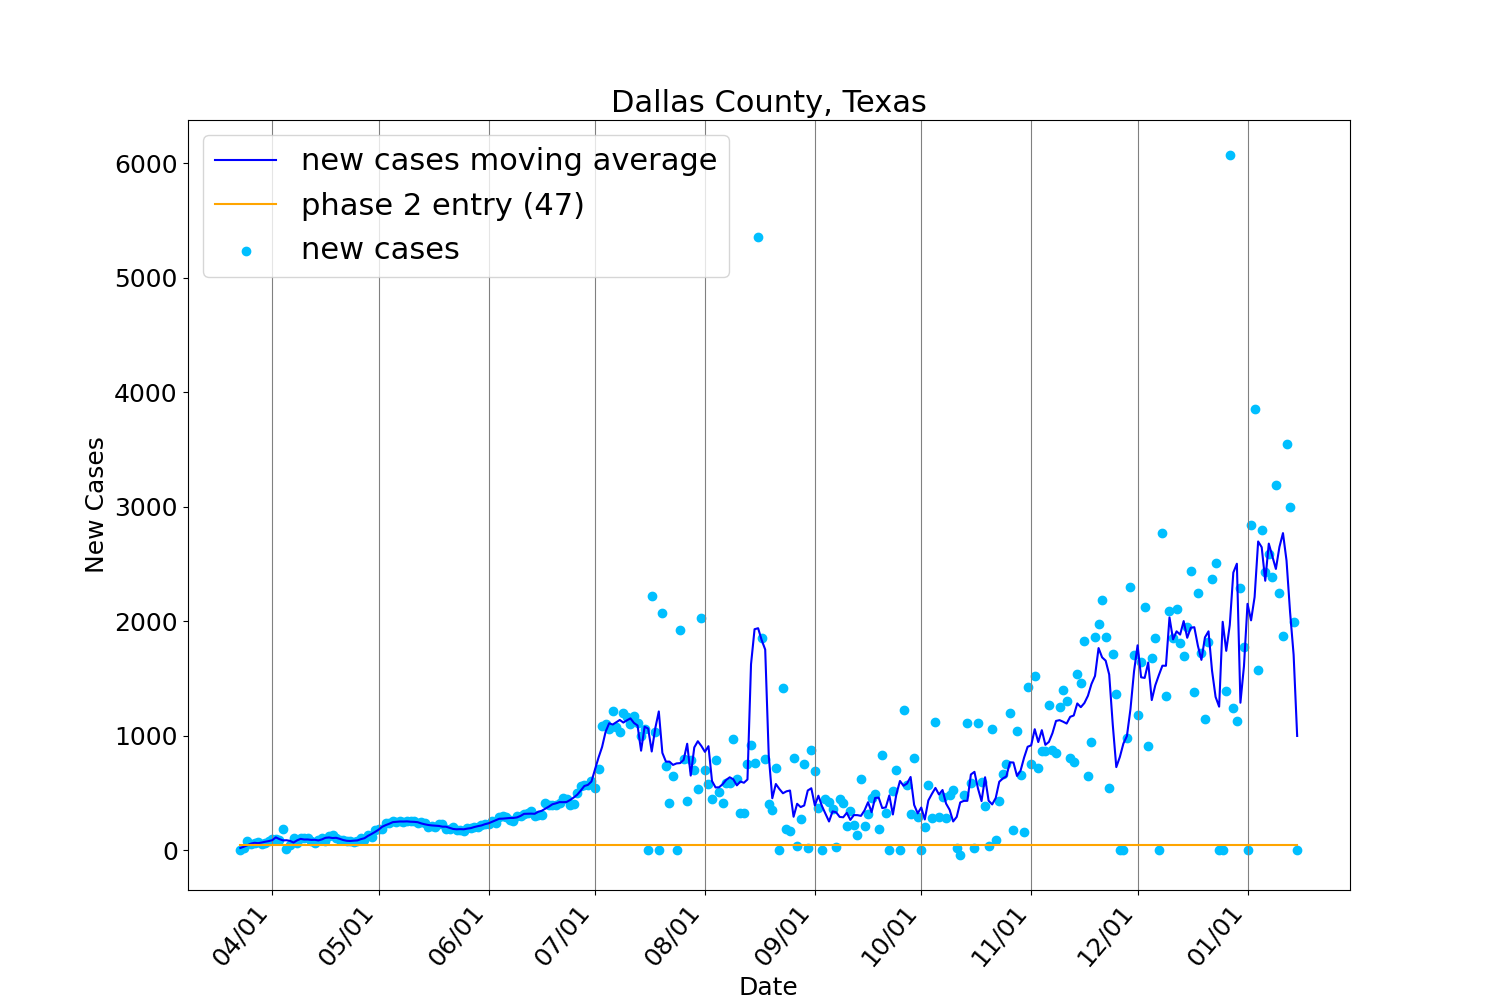 Dallas County, Texas
new cases moving average
phase 2 entry (47)
new cases
New Cases
6000
5000
4000
3000
2000
1000
0
04/01
05/01
06/01
07/01
08/01
09/01
10/01
11/01
12/01
01/01
Date